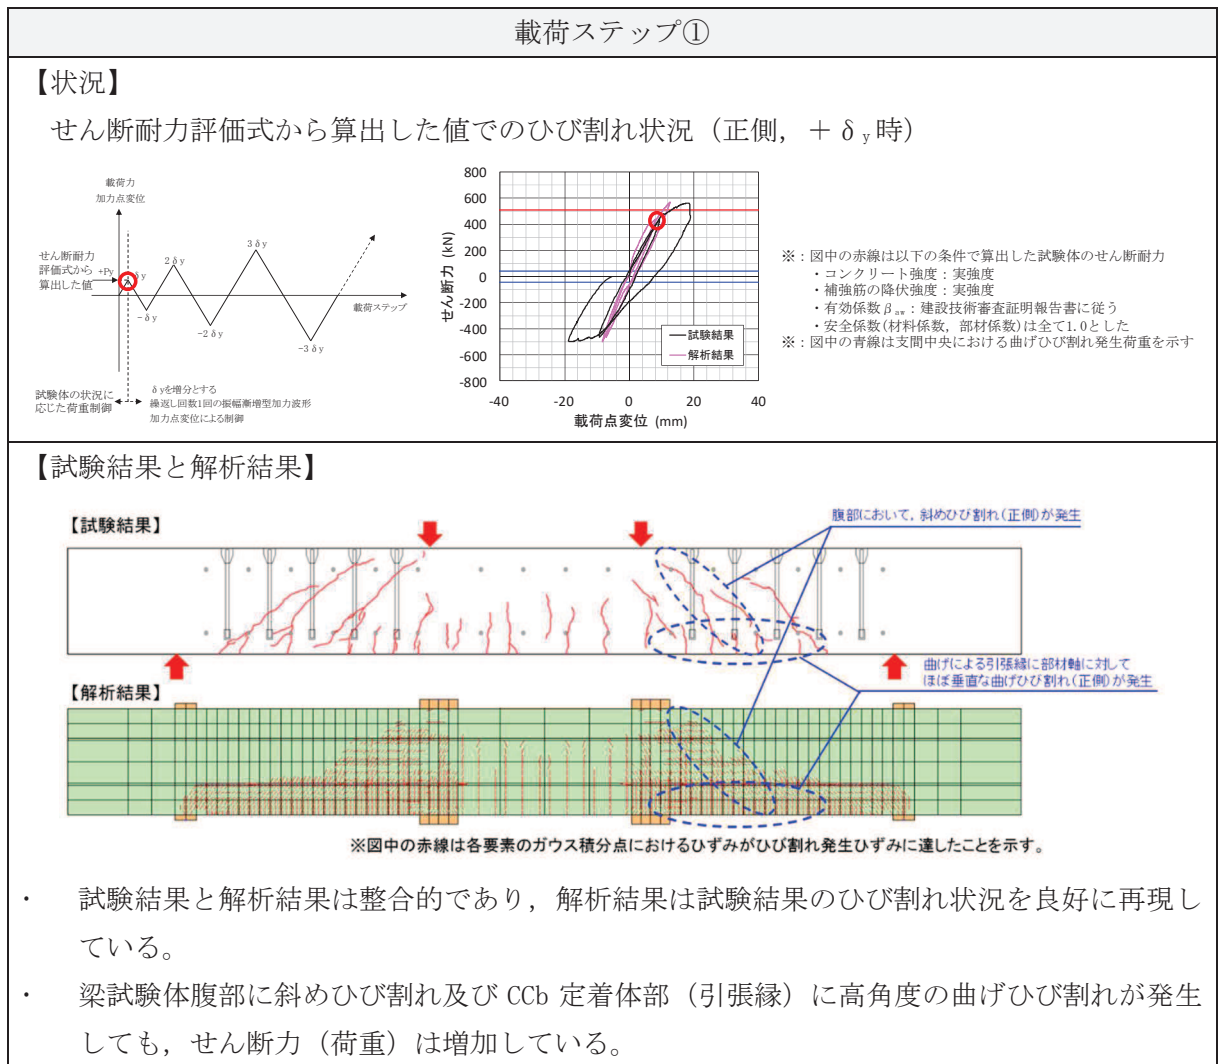 載荷ステップ①
【状況】
せん断耐力評価式から算出した値でのひび割れ状況（正側，＋δy時）
載荷力
加力点変位
せん断耐力
評価式から
算出した値
+Py
δy
2δy
3δy
-δy
-2δy
-3δy
載荷ステップ
試験体の状況に
応じた荷重制御
δyを増分とする
繰返し回数1回の振幅漸増型加力波形
加力点変位による制御
800
600
400
200
0
-200
-400
-600
-800
せん断力 (kN)
-40
-20
0
20
40
載荷点変位 (mm)
試験結果
解析結果
※：図中の赤線は以下の条件で算出した試験体のせん断耐力
・コンクリート強度：実強度
・補強筋の降伏強度：実強度
・有効係数βaw：建設技術審査証明報告書に従う
・安全係数(材料係数，部材係数)は全て1.0とした
※：図中の青線は支間中央における曲げひび割れ発生荷重を示す
【試験結果と解析結果】
【試験結果】
腹部において，斜めひび割れ(正側)が発生
曲げによる引張縁に部材軸に対して
ほぼ垂直な曲げひび割れ(正側)が発生
【解析結果】
※図中の赤線は各要素のガウス積分点におけるひずみがひび割れ発生ひずみに達したことを示す。
・ 試験結果と解析結果は整合的であり，解析結果は試験結果のひび割れ状況を良好に再現し
ている。
・ 梁試験体腹部に斜めひび割れ及び CCb 定着体部（引張縁）に高角度の曲げひび割れが発生
しても，せん断力（荷重）は増加している。